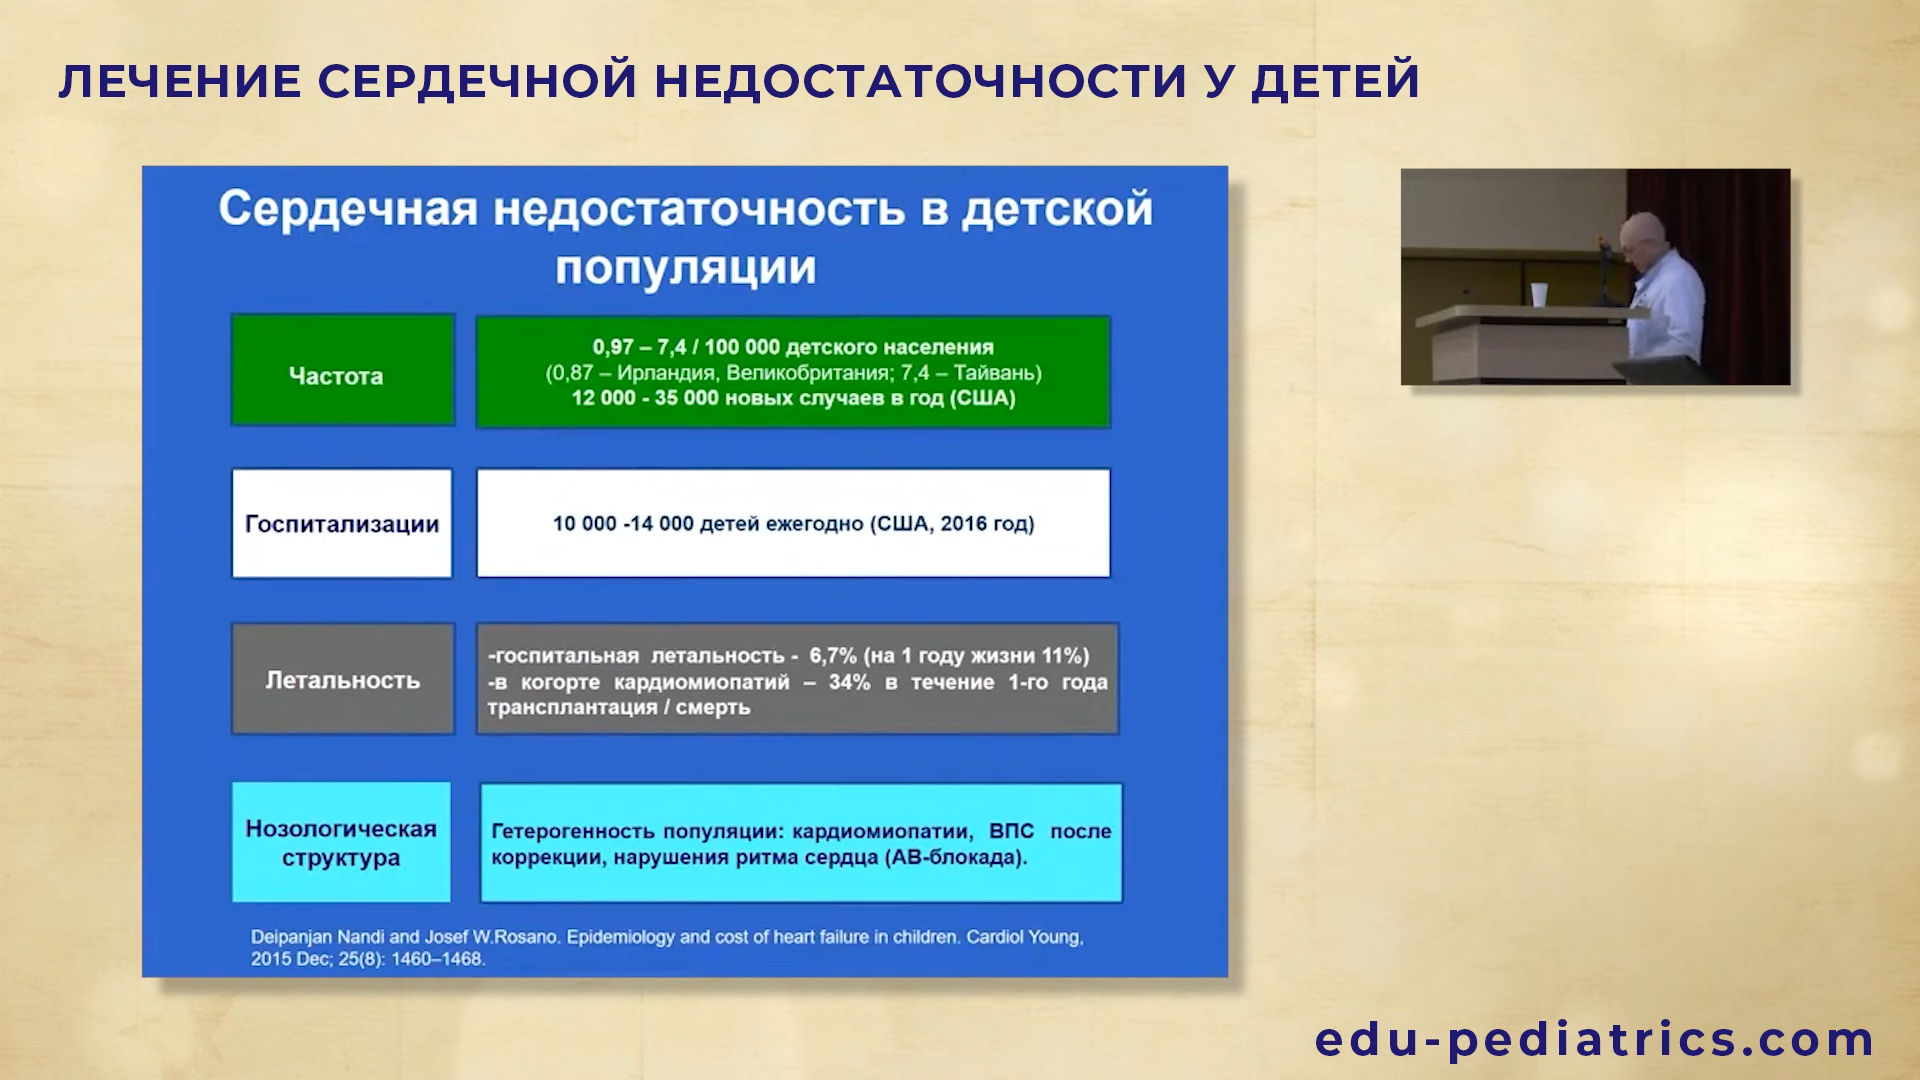 ЛЕЧЕНИЕ СЕРДЕЧНОЙ НЕДОСТАТОЧНОСТИ У ДЕТЕЙ
Сердечная недостаточность в детской
популяции
Частота
0,97 – 7,4 / 100 000 детского населения
(0,87 – Ирландия, Великобритания; 7,4 – Тайвань)
12 000 - 35 000 новых случаев в год (США)
Госпитализации
10 000 -14 000 детей ежегодно (США, 2016 год)
Летальность
-госпитальная летальность - 6,7% (на 1 году жизни 11%)
-в когорте кардиомиопатий – 34% в течение 1-го года
трансплантация / смерть
Нозологическая
структура
Гетерогенность популяции: кардиомиопатии, ВПС после
коррекции, нарушения ритма сердца (АВ-блокада).
Deipanjan Nandi and Josef W.Rosano. Epidemiology and cost of heart failure in children. Cardiol Young,
2015 Dec; 25(8): 1460–1468.
edu-pediatrics.com